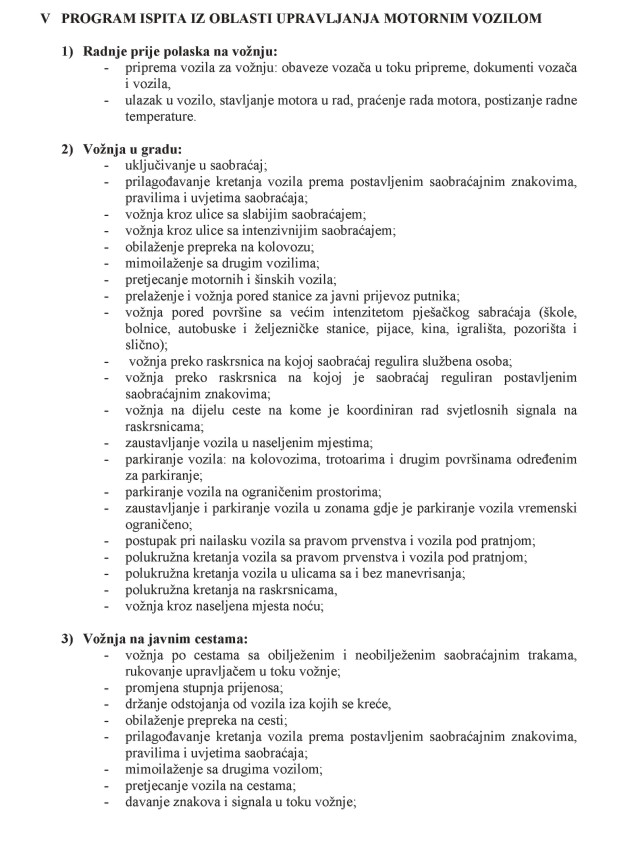 V PROGRAM ISPITA IZ OBLASTI UPRAVLJANJA MOTORNIM VOZILOM
1) Radnje prije polaska na vožnju:
- priprema vozila za vožnju: obaveze vozača u toku pripreme, dokumenti vozača
i vozila,
- ulazak u vozilo, stavljanje motora u rad, praćenje rada motora, postizanje radne
temperature.
2) Vožnja u gradu:
- uključivanje u saobraćaj;
- prilagođavanje kretanja vozila prema postavljenim saobraćajnim znakovima,
pravilima i uvjetima saobraćaja;
- vožnja kroz ulice sa slabijim saobraćajem;
- vožnja kroz ulice sa intenzivnijim saobraćajem;
- obilaženje prepreka na kolovozu;
- mimoilaženje sa drugim vozilima;
- pretjecanje motornih i šinskih vozila;
- prelaženje i vožnja pored stanice za javni prijevoz putnika;
- vožnja pored površine sa većim intenzitetom pješačkog sabraćaja (škole,
bolnice, autobuske i željezničke stanice, pijace, kina, igrališta, pozorišta i
slično);
- vožnja preko raskrsnica na kojoj saobraćaj regulira službena osoba;
- vožnja preko raskrsnica na kojoj je saobraćaj reguliran postavljenim
saobraćajnim znakovima;
- vožnja na dijelu ceste na kome je koordiniran rad svjetlosnih signala na
raskrsnicama;
- zaustavljanje vozila u naseljenim mjestima;
- parkiranje vozila: na kolovozima, trotoarima i drugim površinama određenim
za parkiranje;
- parkiranje vozila na ograničenim prostorima;
- zaustavljanje i parkiranje vozila u zonama gdje je parkiranje vozila vremenski
ograničeno;
- postupak pri nailasku vozila sa pravom prvenstva i vozila pod pratnjom;
- polukružna kretanja vozila sa pravom prvenstva i vozila pod pratnjom;
- polukružna kretanja vozila u ulicama sa i bez manevrisanja;
- polukružna kretanja na raskrsnicama,
- vožnja kroz naseljena mjesta noću;
3) Vožnja na javnim cestama:
- vožnja po cestama sa obilježenim i neobilježenim saobraćajnim trakama,
rukovanje upravljačem u toku vožnje;
- promjena stupnja prijenosa;
- držanje odstojanja od vozila iza kojih se kreće,
- obilaženje prepreka na cesti;
- prilagođavanje kretanja vozila prema postavljenim saobraćajnim znakovima,
pravilima i uvjetima saobraćaja;
- mimoilaženje sa drugima vozilom;
- pretjecanje vozila na cestama;
- davanje znakova i signala u toku vožnje;